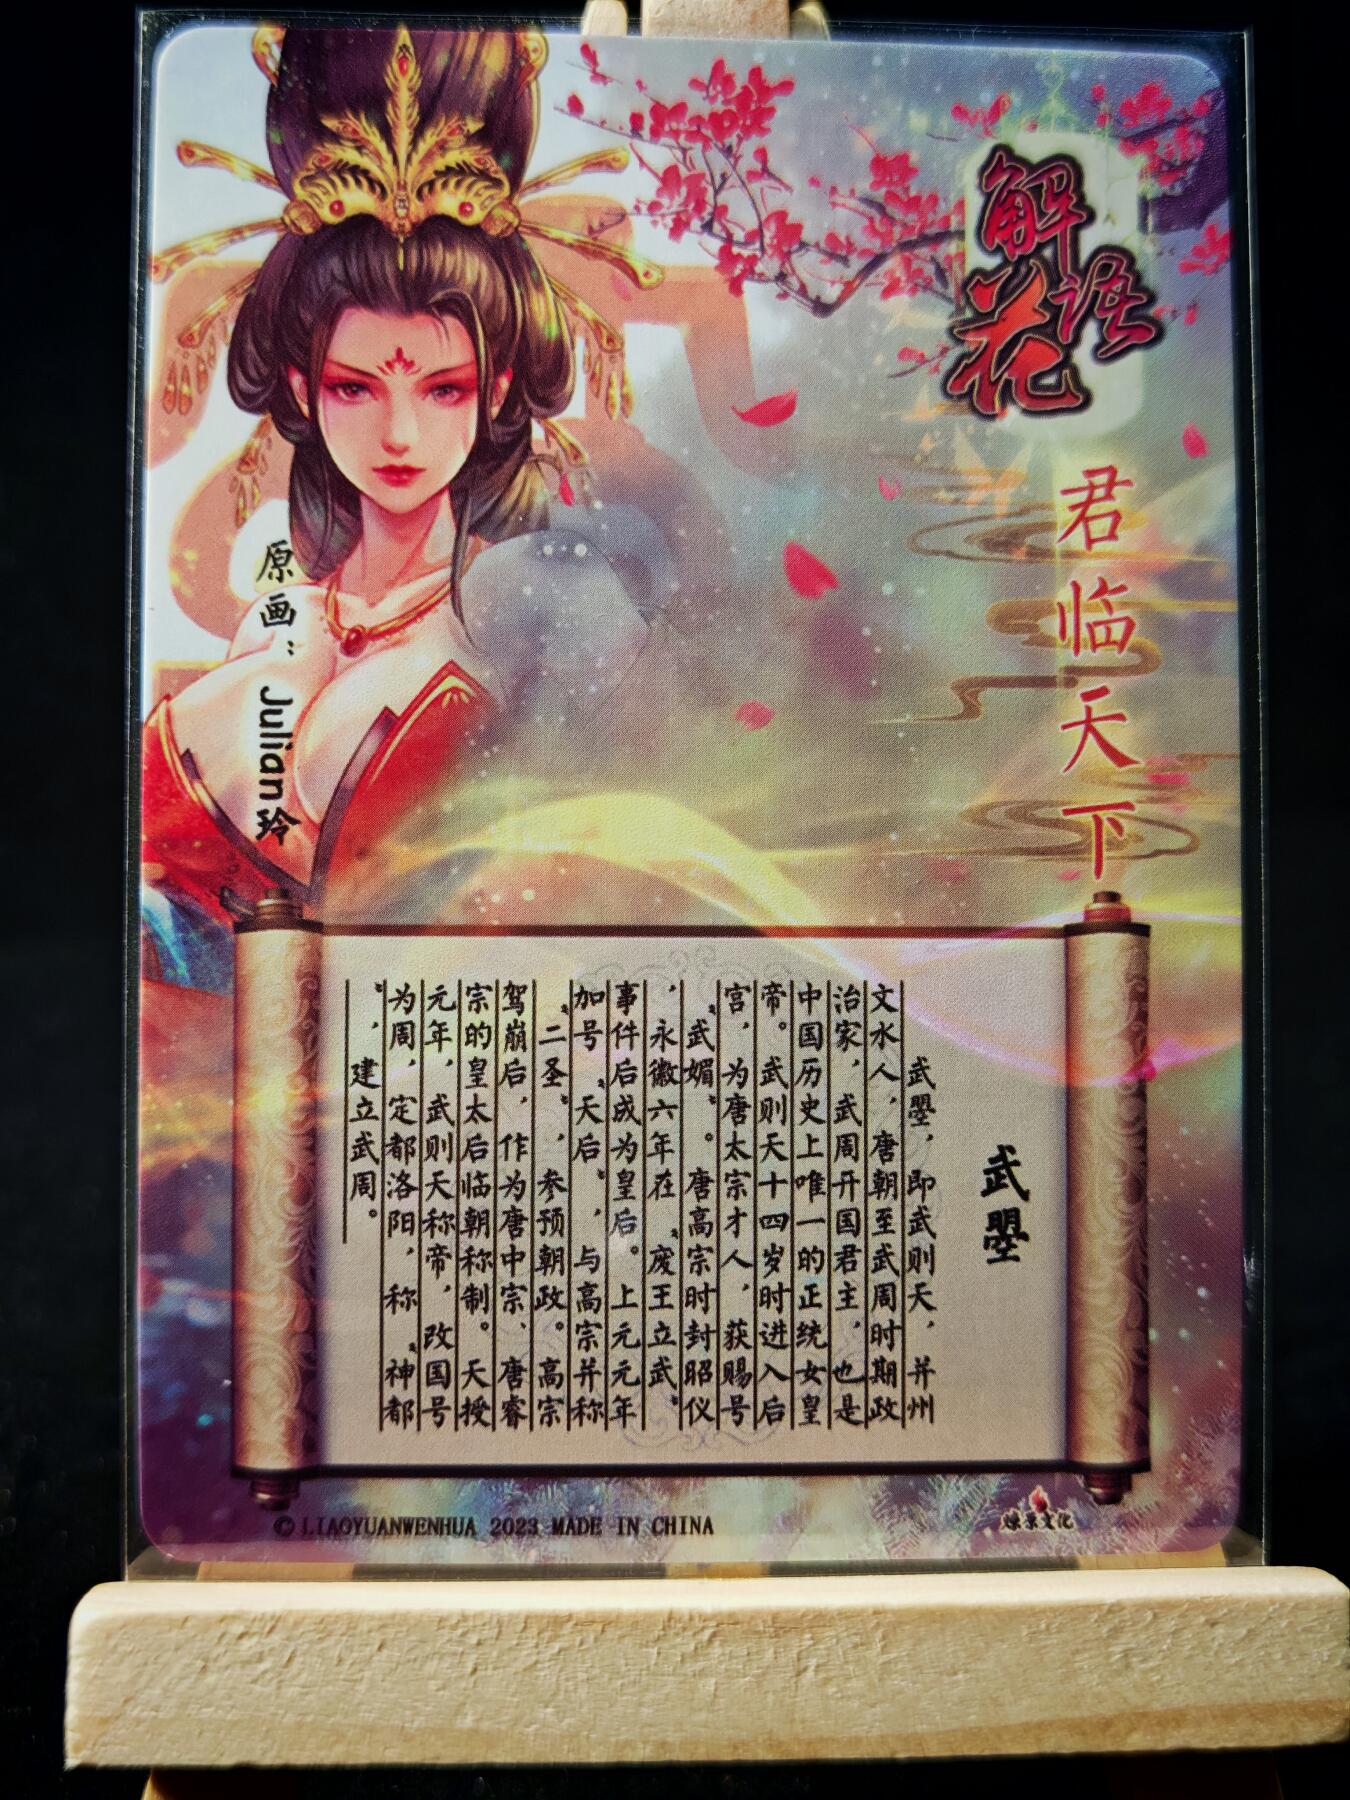 解语花
君临天下
原画：Julian玲
武曌
武曌，即武则天，并州
文水人，唐朝至武周时期政
治家，武周开国君主，也是
中国历史上唯一的正统女皇
帝。武则天十四岁时进入后
宫，为唐太宗才人，获赐号
“武媚”。唐高宗时封昭仪
，永徽六年在“废王立武”
事件后成为皇后。上元元年
加号“天后”，与高宗并称
“二圣”，参预朝政。高宗
驾崩后，作为唐中宗、唐睿
宗的皇太后临朝称制。天授
元年，武则天称帝，改国号
为周，定都洛阳，称“神都
”，建立武周。
© LIAOYUANWENHUA 2023 MADE IN CHINA
燎原文化